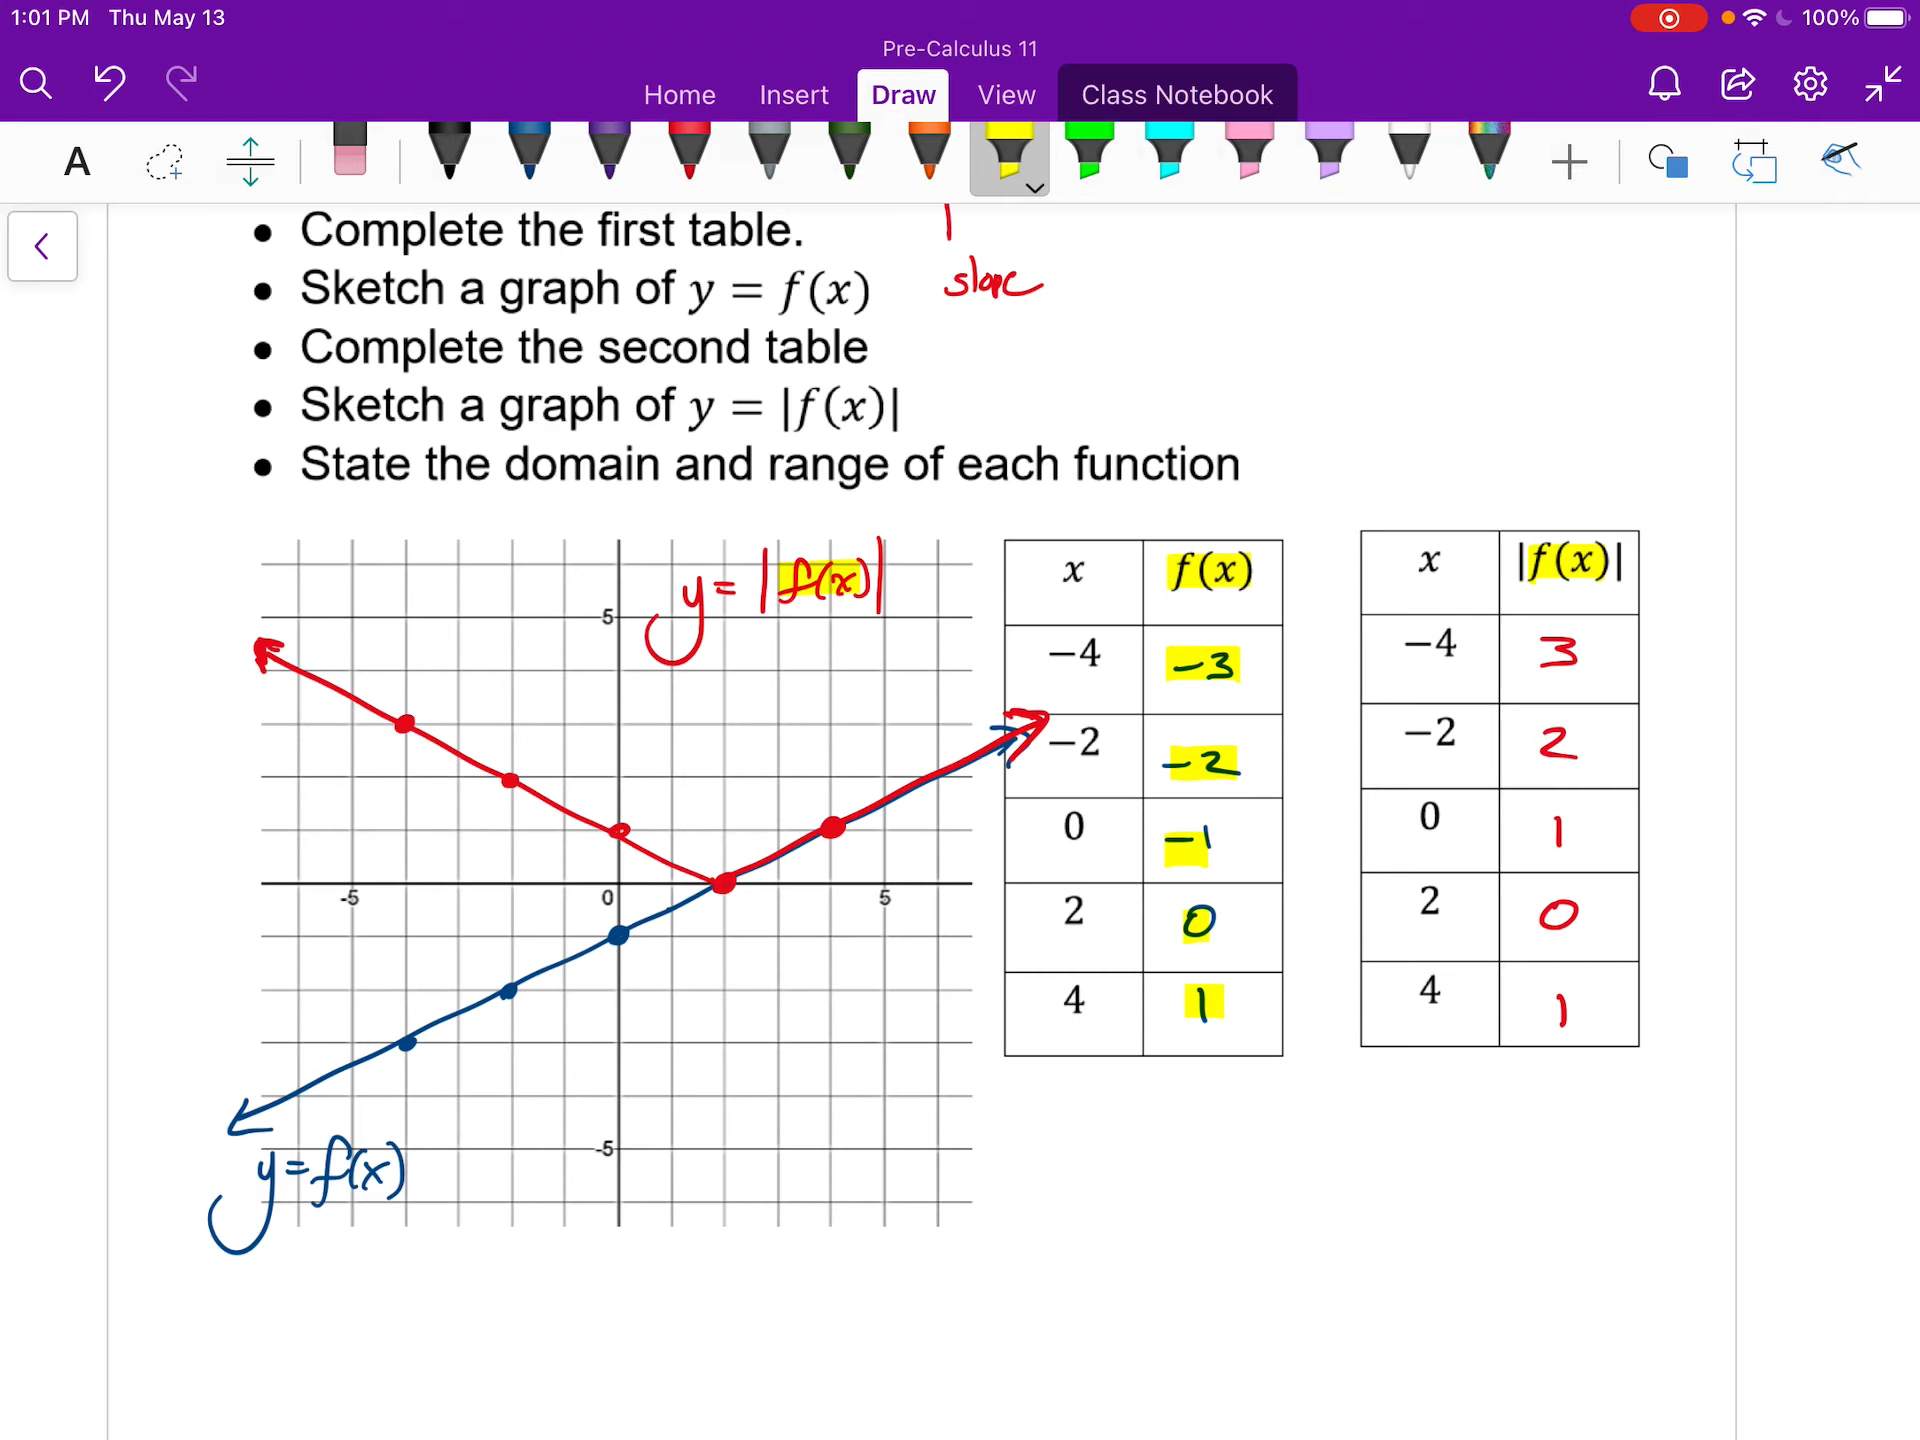 1:01 PM Thu May 13
100%
Pre-Calculus 11
Home Insert Draw View Class Notebook
A
• Complete the first table.
• Sketch a graph of y = f(x)
slope
• Complete the second table
• Sketch a graph of y = |f(x)|
• State the domain and range of each function
y = |f(x)|
5
-5 0 5
-5
y = f(x)
x f(x)
−4 −3
−2 −2
0 −1
2 0
4 1
x |f(x)|
−4 3
−2 2
0 1
2 0
4 1